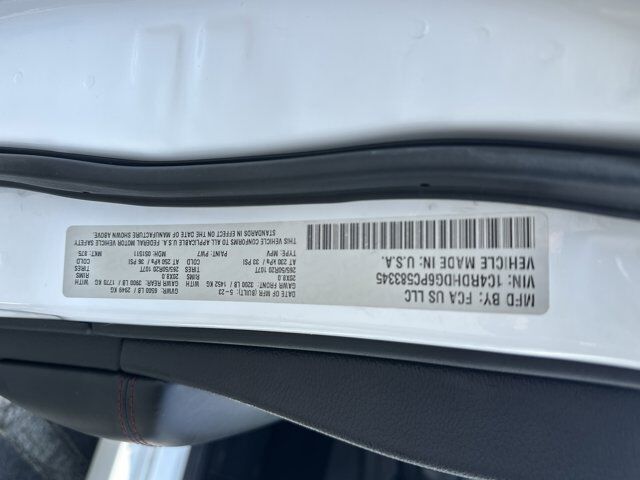 MFD BY: FCA US LLC
VIN: 1C4RDHDG6PC583345
VEHICLE MADE IN: U.S.A.
DATE OF MFR (BUILT): 5-23
GVWR: 6500 LB / 2949 KG
GAWR FRONT: 3200 LB / 1452 KG
GAWR REAR: 3900 LB / 1770 KG
20X8.0 RIMS
20X8.0 RIMS
265/50R20 107T TIRES
265/50R20 107T TIRES
AT 230 kPa / 33 PSI COLD
AT 250 kPa / 36 PSI COLD
TYPE: MPV
PAINT: PW7
MDH: 051511
NNT: 875
THIS VEHICLE CONFORMS TO ALL APPLICABLE U.S.A. FEDERAL MOTOR VEHICLE SAFETY
STANDARDS IN EFFECT ON THE DATE OF MANUFACTURE SHOWN ABOVE.